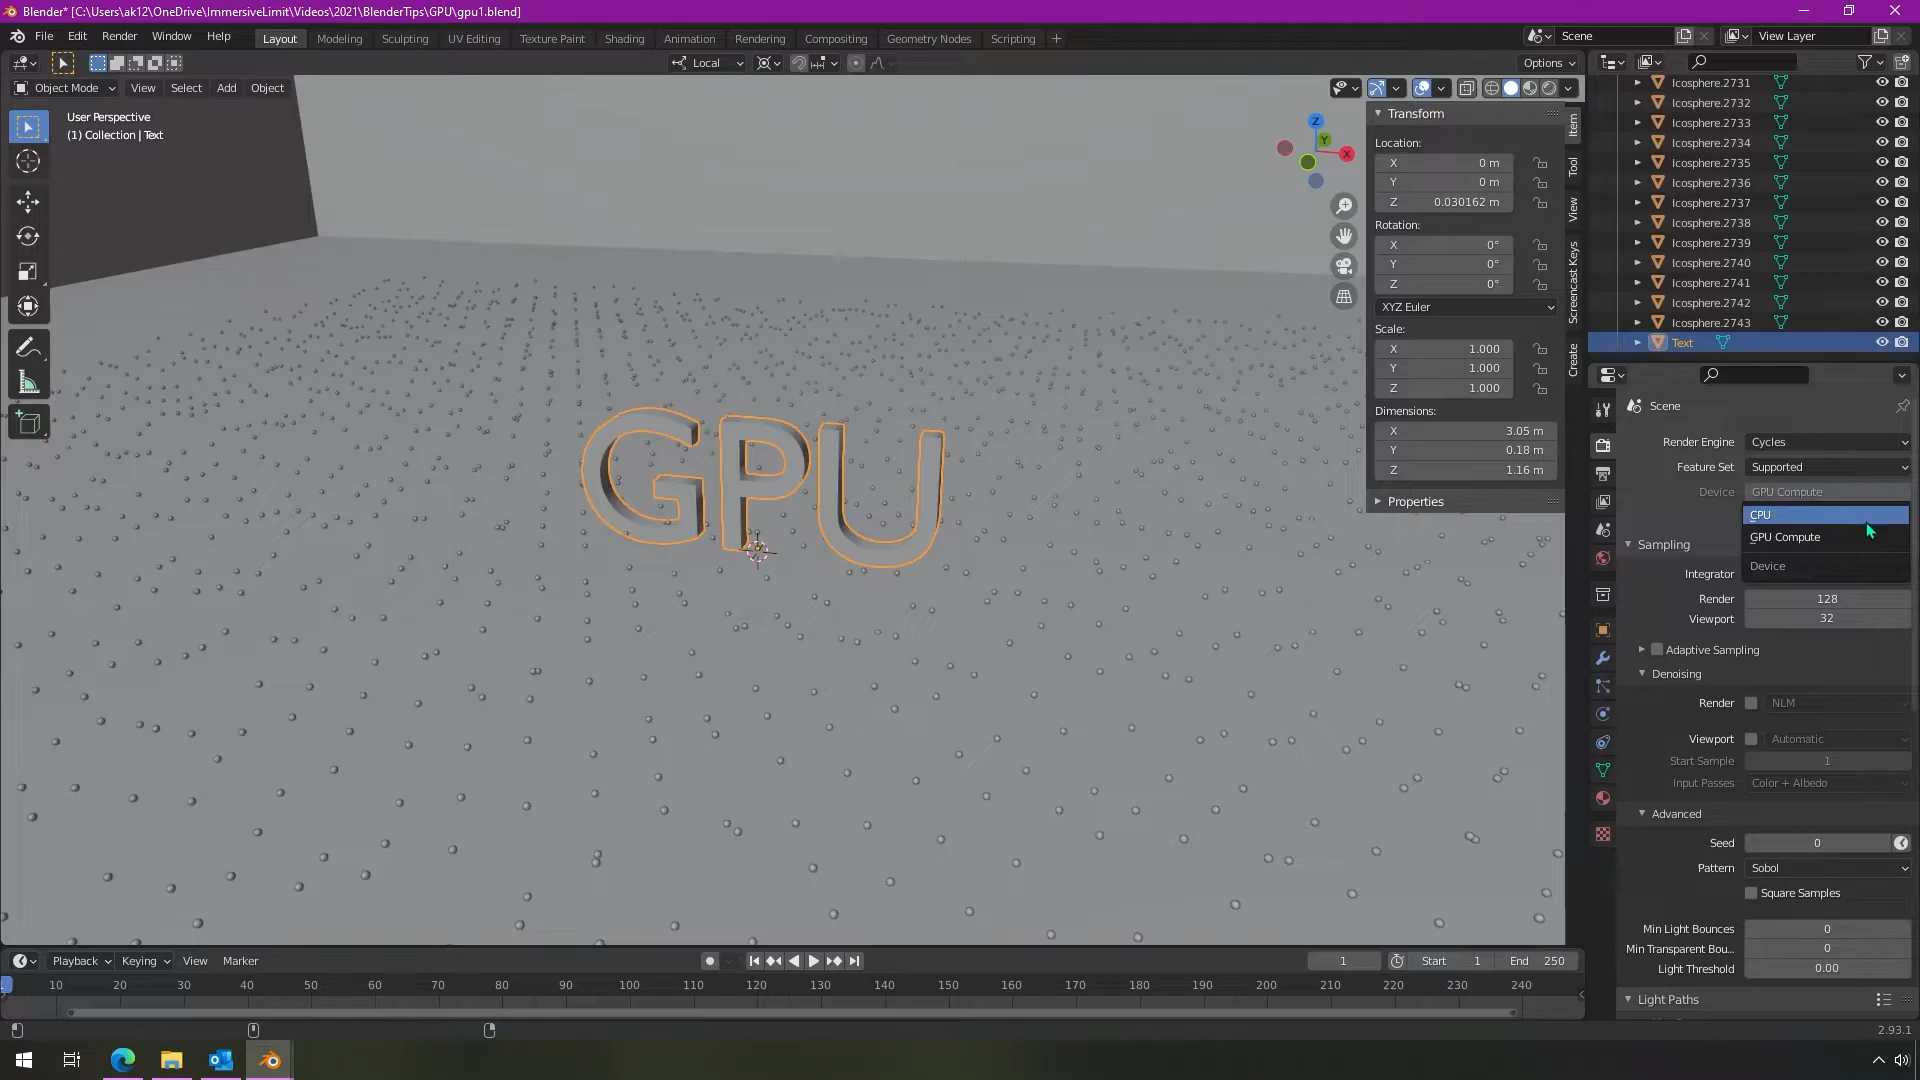 Blender* [C:\Users\ak12\OneDrive\ImmersiveLimit\Videos\2021\BlenderTips\GPU\gpu1.blend]
File Edit Render Window Help Layout Modeling Sculpting UV Editing Texture Paint Shading Animation Rendering Compositing Geometry Nodes Scripting + Scene View Layer
Local Options
Object Mode View Select Add Object
User Perspective
(1) Collection | Text
Z
Y
X
GPU
Transform
Location:
X 0 m
Y 0 m
Z 0.030162 m
Rotation:
X 0°
Y 0°
Z 0°
XYZ Euler
Scale:
X 1.000
Y 1.000
Z 1.000
Dimensions:
X 3.05 m
Y 0.18 m
Z 1.16 m
Properties
Item
Tool
View
Screencast Keys
Create
Icosphere.2731
Icosphere.2732
Icosphere.2733
Icosphere.2734
Icosphere.2735
Icosphere.2736
Icosphere.2737
Icosphere.2738
Icosphere.2739
Icosphere.2740
Icosphere.2741
Icosphere.2742
Icosphere.2743
Text
Scene
Render Engine Cycles
Feature Set Supported
Device GPU Compute
CPU
GPU Compute
Device
Sampling
Integrator
Render 128
Viewport 32
Adaptive Sampling
Denoising
Render NLM
Viewport Automatic
Start Sample 1
Input Passes Color + Albedo
Advanced
Seed 0
Pattern Sobol
Square Samples
Min Light Bounces 0
Min Transparent Bou... 0
Light Threshold 0.00
Light Paths
Playback Keying View Marker 1 Start 1 End 250
10 20 30 40 50 60 70 80 90 100 110 120 130 140 150 160 170 180 190 200 210 220 230 240
2.93.1